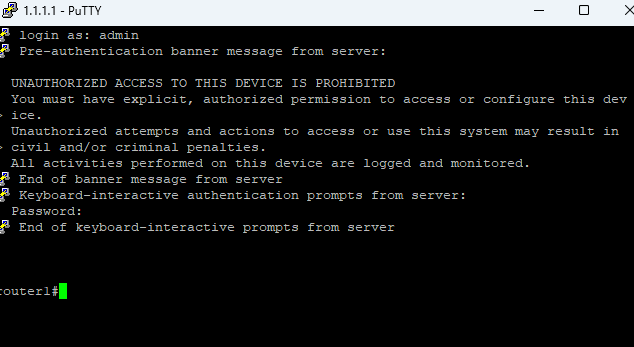 1.1.1.1 - PuTTY
login as: admin
Pre-authentication banner message from server:
UNAUTHORIZED ACCESS TO THIS DEVICE IS PROHIBITED
You must have explicit, authorized permission to access or configure this dev
> ice.
Unauthorized attempts and actions to access or use this system may result in
> civil and/or criminal penalties.
All activities performed on this device are logged and monitored.
End of banner message from server
Keyboard-interactive authentication prompts from server:
Password:
End of keyboard-interactive prompts from server
router1#